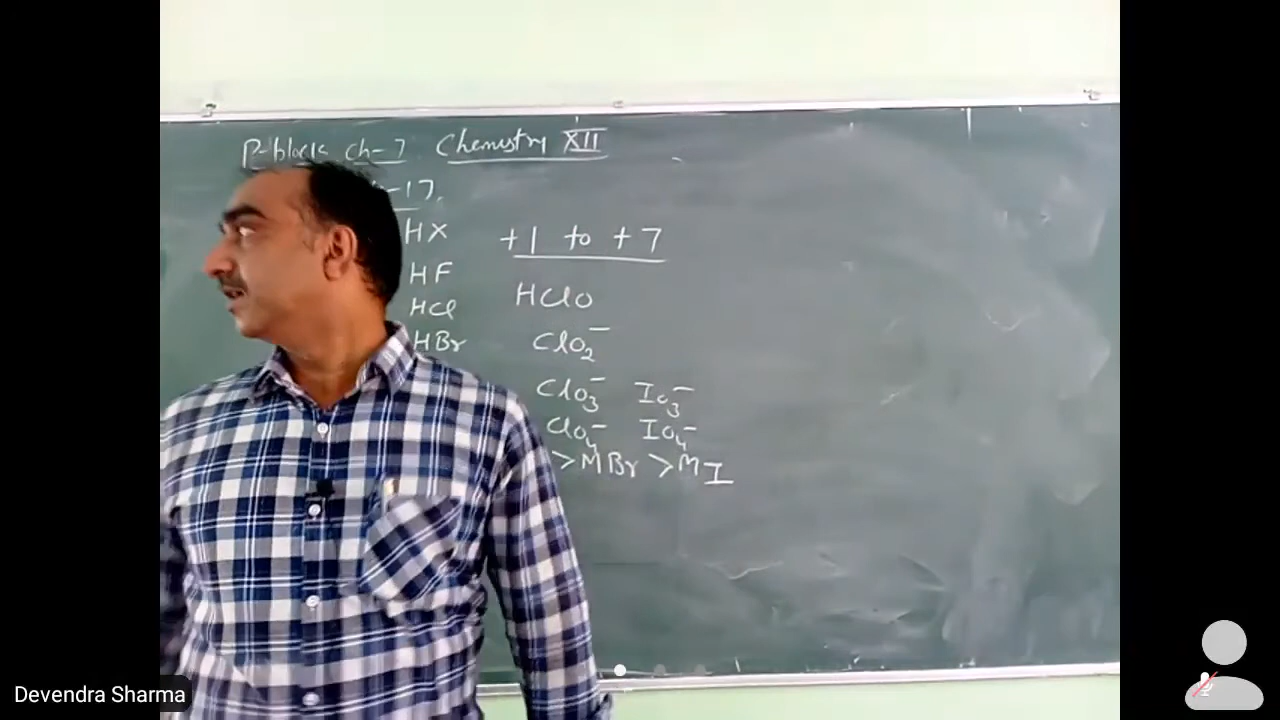 P-block Ch-7 Chemistry XII
-17.
HX +1 to +7
HF
HCl HClO
HBr ClO₂⁻
ClO₃⁻ IO₃⁻
ClO₄⁻ IO₄⁻
>MBr >MI
Devendra Sharma